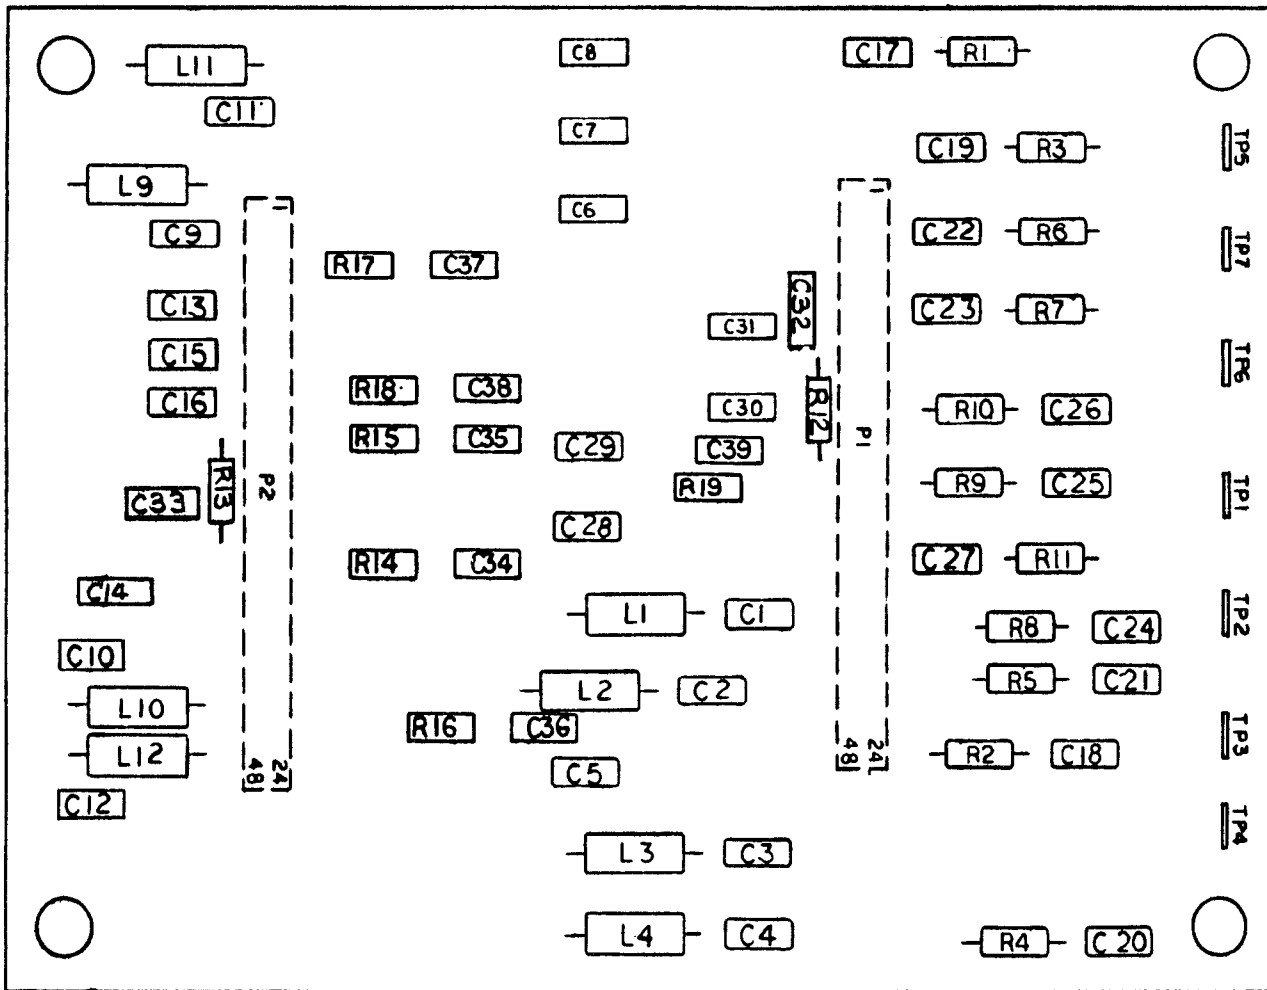 C8
C17
R1
L11
C11
C7
TP5
C19
R3
L9
C6
1
1
C9
C22
R6
TP7
R17
C37
C32
C13
C31
C23
R7
C15
TP6
R18
C38
C16
C30
R12
R10
C26
R15
C35
C29
C39
P1
R13
P2
C33
R19
R9
C25
TP1
C28
R14
C34
C27
R11
C14
L1
C1
TP2
R8
C24
C10
L2
C2
R5
C21
L10
R16
C36
TP3
L12
48
24
C5
48
24
R2
C18
C12
TP4
L3
C3
L4
C4
R4
C20